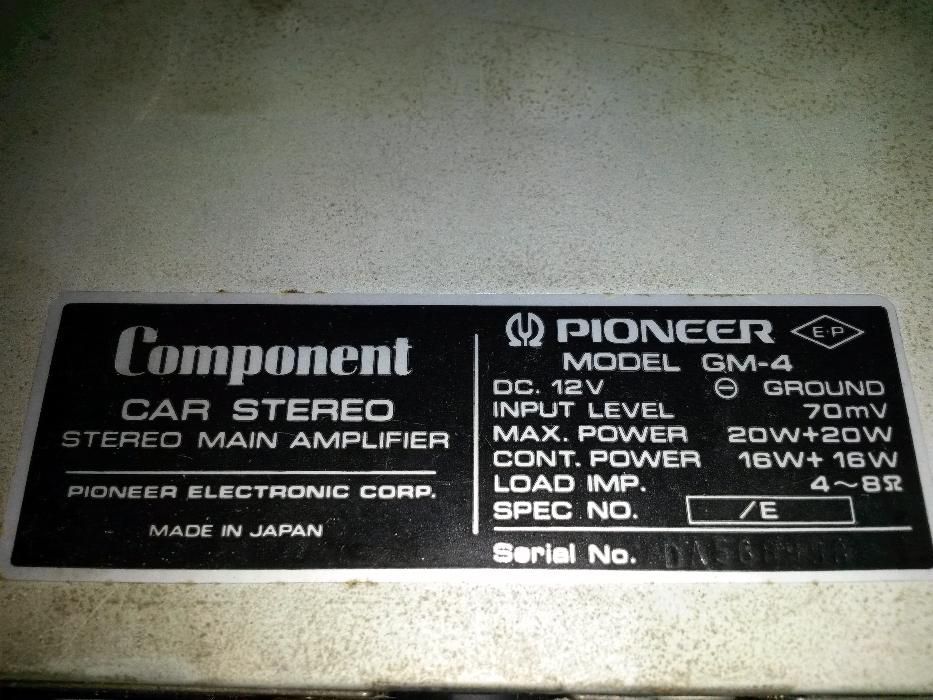 Component
CAR STEREO
STEREO MAIN AMPLIFIER
PIONEER ELECTRONIC CORP.
MADE IN JAPAN
PIONEER E·P
MODEL GM-4
DC. 12V ⊖ GROUND
INPUT LEVEL 70mV
MAX. POWER 20W+20W
CONT. POWER 16W+16W
LOAD IMP. 4~8Ω
SPEC NO. /E
Serial No.